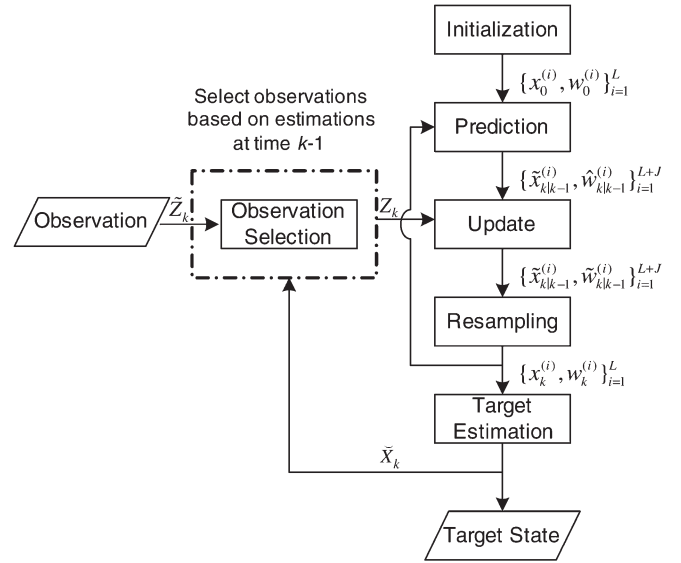 Initialization
{x_0^{(i)}, w_0^{(i)}}_{i=1}^{L}
Select observations
based on estimations
at time k-1
Prediction
{x̃_{k|k-1}^{(i)}, ŵ_{k|k-1}^{(i)}}_{i=1}^{L+J}
Observation
Z̃_k
Observation
Selection
Z_k
Update
{x̃_{k|k-1}^{(i)}, w̃_{k|k-1}^{(i)}}_{i=1}^{L+J}
Resampling
{x_k^{(i)}, w_k^{(i)}}_{i=1}^{L}
Target
Estimation
X̆_k
Target State